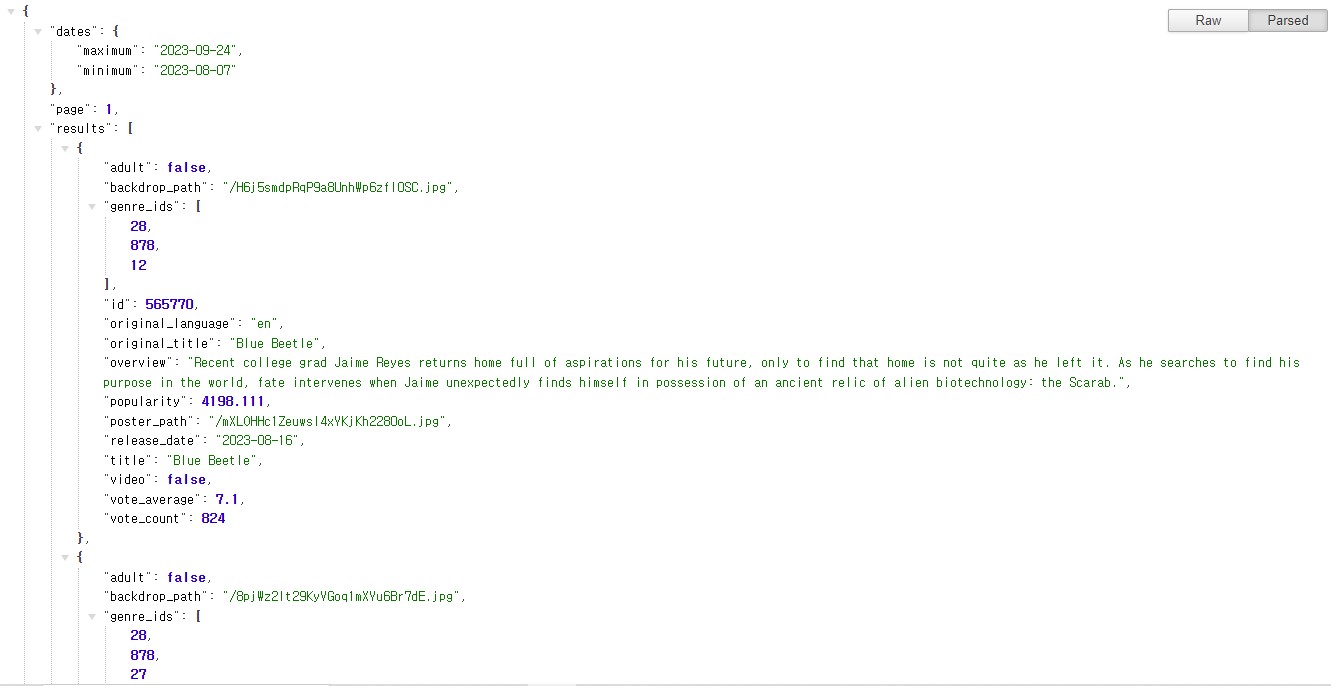 {
Raw Parsed
"dates": {
"maximum": "2023-09-24",
"minimum": "2023-08-07"
},
"page": 1,
"results": [
{
"adult": false,
"backdrop_path": "/H6j5smdpRqP9a8UnhWp6zfl0SC.jpg",
"genre_ids": [
28,
878,
12
],
"id": 565770,
"original_language": "en",
"original_title": "Blue Beetle",
"overview": "Recent college grad Jaime Reyes returns home full of aspirations for his future, only to find that home is not quite as he left it. As he searches to find his
purpose in the world, fate intervenes when Jaime unexpectedly finds himself in possession of an ancient relic of alien biotechnology: the Scarab.",
"popularity": 4198.111,
"poster_path": "/mXLOHHc1Zeuwsl4xYKjKh2280oL.jpg",
"release_date": "2023-08-16",
"title": "Blue Beetle",
"video": false,
"vote_average": 7.1,
"vote_count": 824
},
{
"adult": false,
"backdrop_path": "/8pjWz2lt29KyVGoq1mXYu6Br7dE.jpg",
"genre_ids": [
28,
878,
27